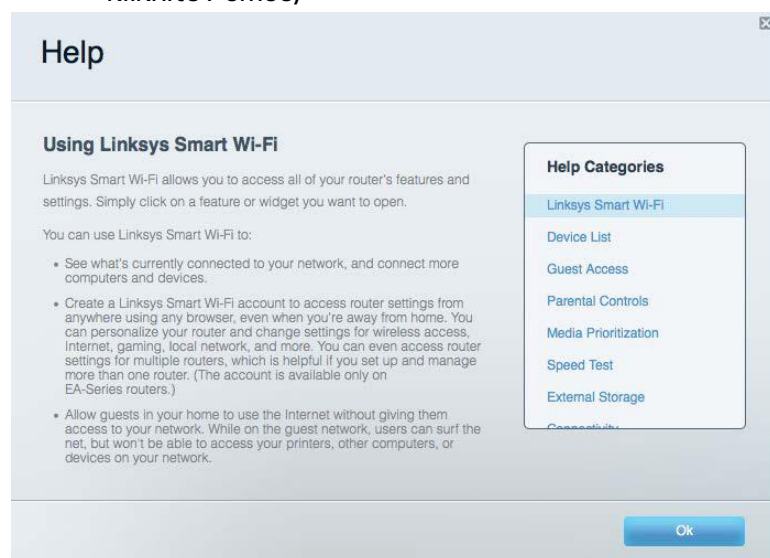 Help
Using Linksys Smart Wi-Fi
Linksys Smart Wi-Fi allows you to access all of your router's features and
settings. Simply click on a feature or widget you want to open.
You can use Linksys Smart Wi-Fi to:
• See what's currently connected to your network, and connect more
computers and devices.
• Create a Linksys Smart Wi-Fi account to access router settings from
anywhere using any browser, even when you're away from home. You
can personalize your router and change settings for wireless access,
Internet, gaming, local network, and more. You can even access router
settings for multiple routers, which is helpful if you set up and manage
more than one router. (The account is available only on
EA-Series routers.)
• Allow guests in your home to use the Internet without giving them
access to your network. While on the guest network, users can surf the
net, but won't be able to access your printers, other computers, or
devices on your network.
Help Categories
Linksys Smart Wi-Fi
Device List
Guest Access
Parental Controls
Media Prioritization
Speed Test
External Storage
Connectivity
Ok